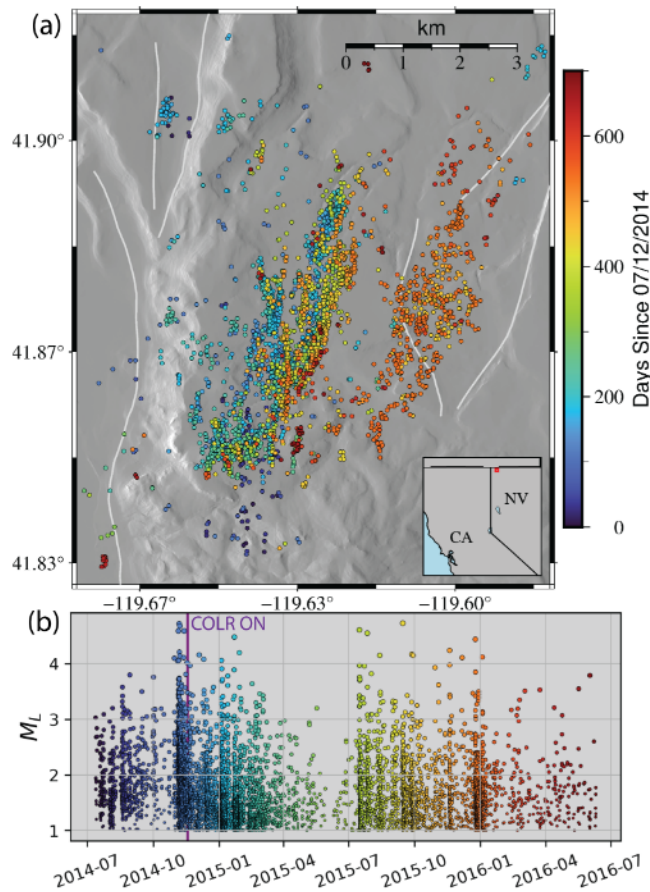 (a)
km
0 1 2 3
41.90°
41.87°
41.83°
−119.67° −119.63° −119.60°
600
400
200
0
Days Since 07/12/2014
NV
CA
(b)
COLR ON
4
3
2
1
M_L
2014-07 2014-10 2015-01 2015-04 2015-07 2015-10 2016-01 2016-04 2016-07